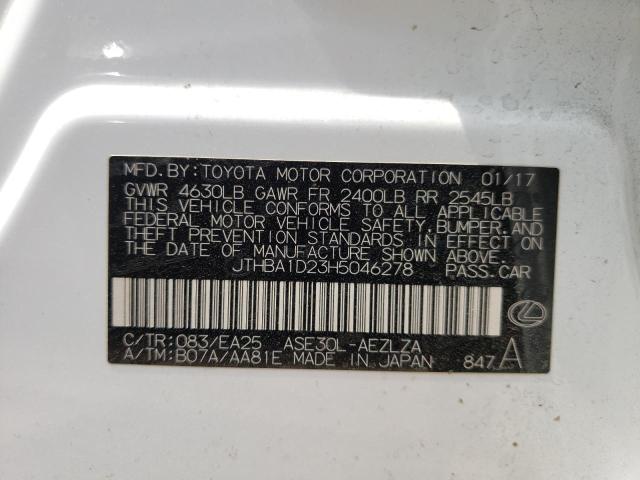 MFD.BY:TOYOTA MOTOR CORPORATION 01/17
GVWR 4630LB GAWR FR 2400LB RR 2545LB
THIS VEHICLE CONFORMS TO ALL APPLICABLE
FEDERAL MOTOR VEHICLE SAFETY, BUMPER, AND
THEFT PREVENTION STANDARDS IN EFFECT ON
THE DATE OF MANUFACTURE SHOWN ABOVE.
JTHBA1D23H5046278 PASS.CAR
C/TR:083/EA25 ASE30L-AEZLZA
A/TM:B07A/AA81E MADE IN JAPAN 847 A